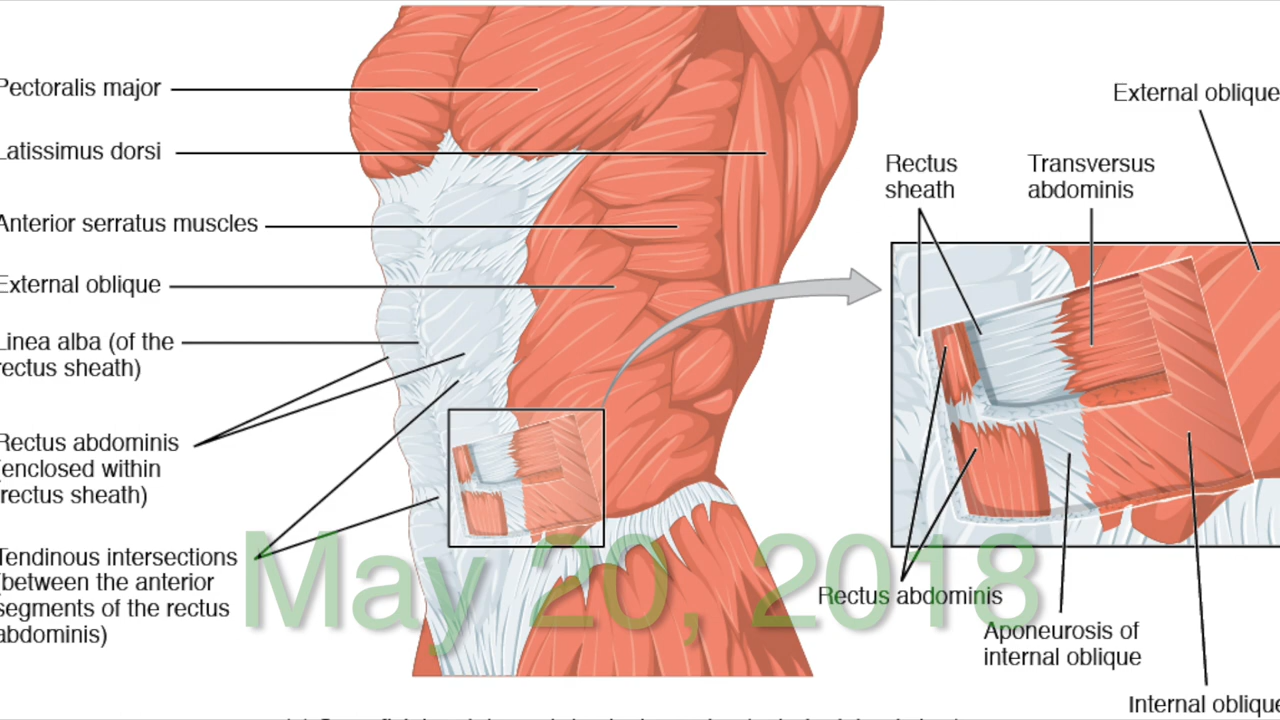 Pectoralis major
Latissimus dorsi
Anterior serratus muscles
External oblique
Linea alba (of the
rectus sheath)
Rectus abdominis
(enclosed within
rectus sheath)
Tendinous intersections
(between the anterior
segments of the rectus
abdominis)
External oblique
Rectus
sheath
Transversus
abdominis
Rectus abdominis
Aponeurosis of
internal oblique
Internal oblique
May 20, 2018